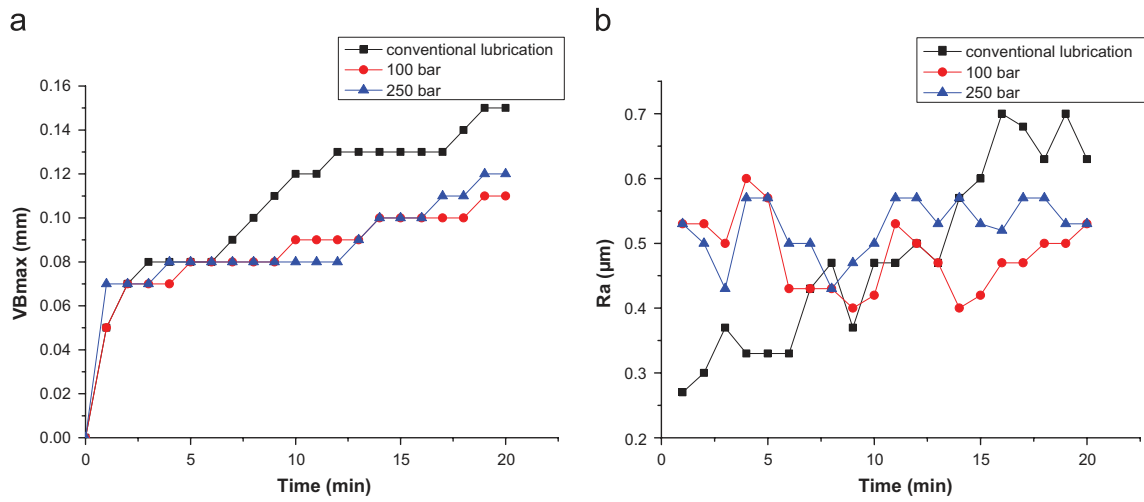 a
conventional lubrication
100 bar
250 bar
0.16
0.14
0.12
0.10
0.08
0.06
0.04
0.02
0.00
VBmax (mm)
0 5 10 15 20
Time (min)
b
conventional lubrication
100 bar
250 bar
0.7
0.6
0.5
0.4
0.3
0.2
Ra (µm)
0 5 10 15 20
Time (min)